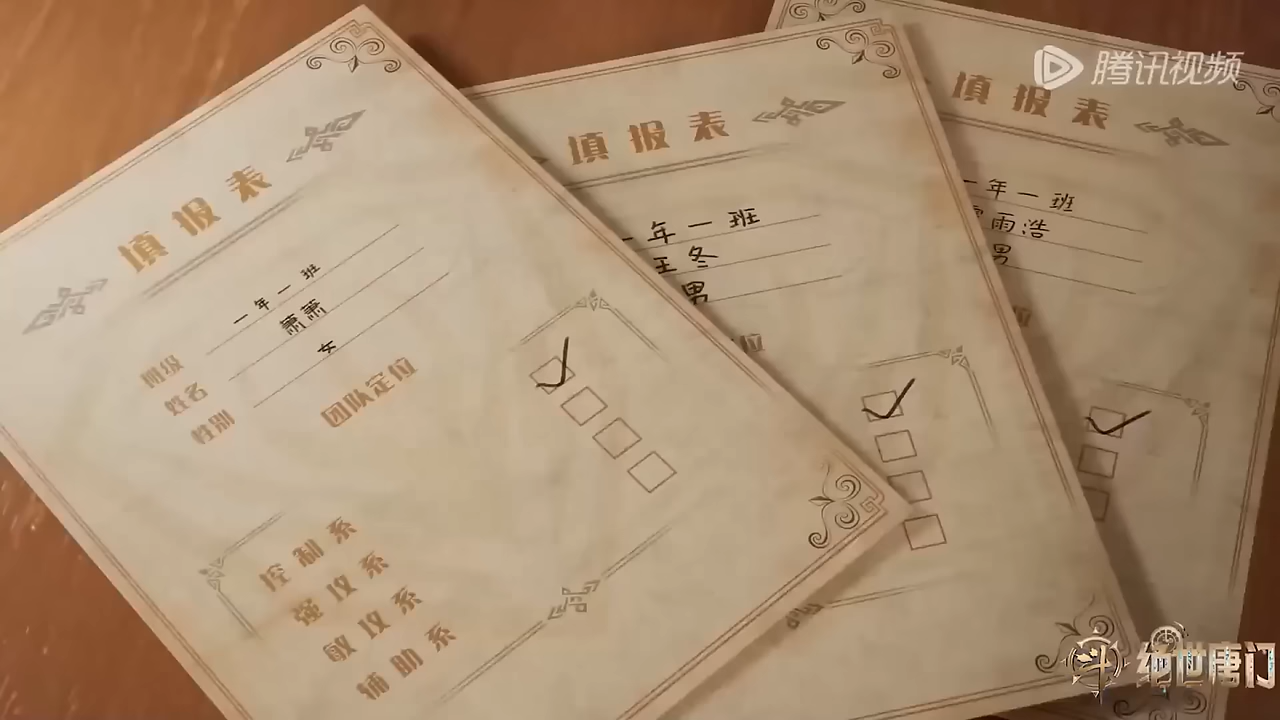 腾讯视频
填报表
班级 一年一班
姓名 萧萧
性别 女
团队定位
控制系
强攻系
敏攻系
辅助系
填报表
一年一班
王冬
男
位
填报表
一年一班
雨浩
男
位
斗 绝世唐门